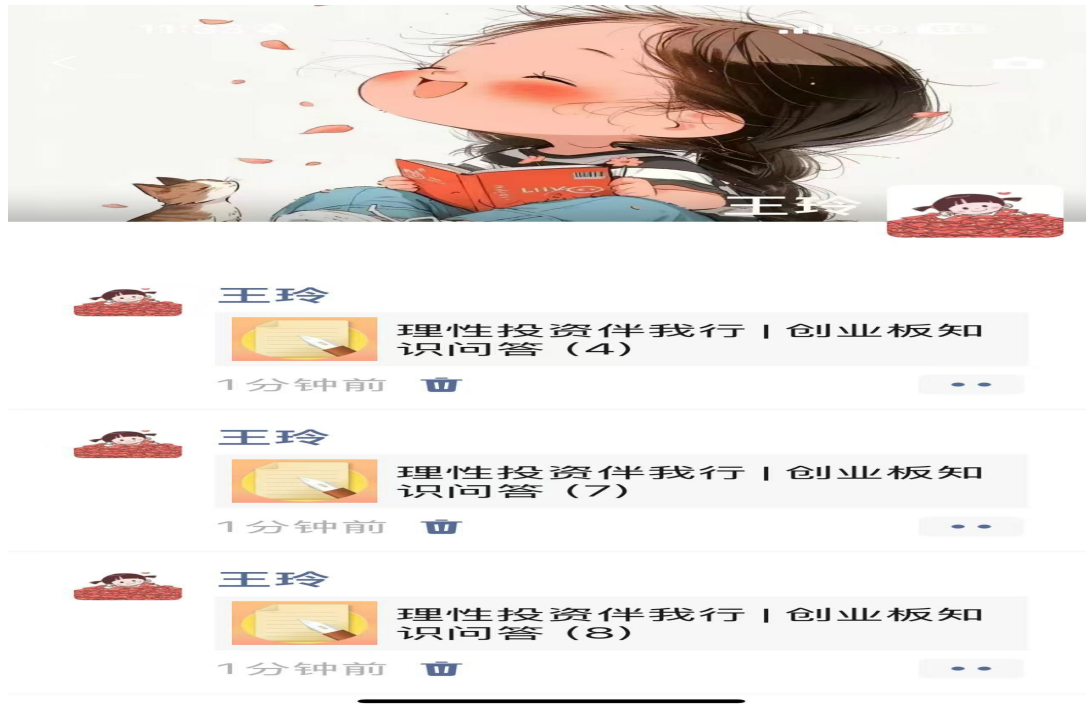 王玲
王玲
理性投资伴我行 | 创业板知
识问答（4）
1分钟前
王玲
理性投资伴我行 | 创业板知
识问答（7）
1分钟前
王玲
理性投资伴我行 | 创业板知
识问答（8）
1分钟前